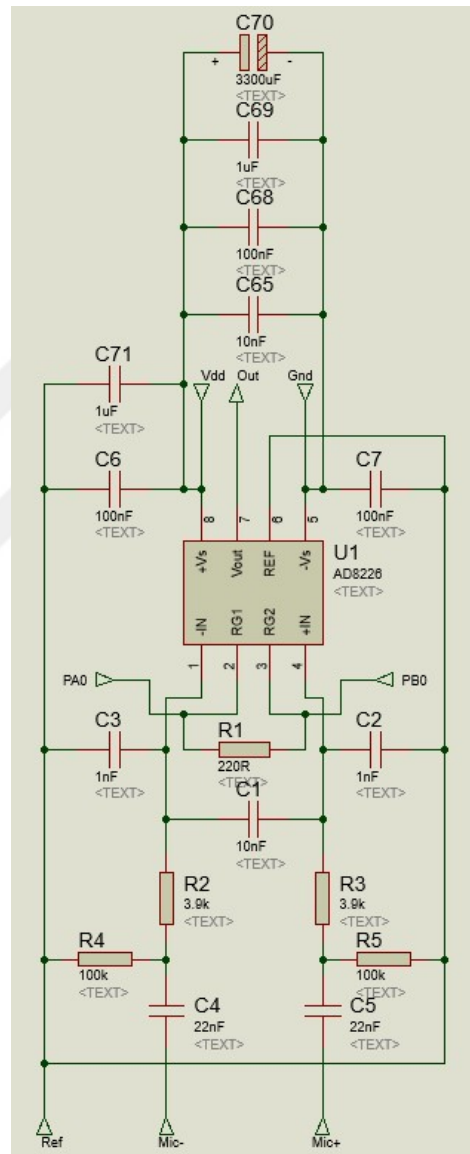 C70
+ -
3300uF
<TEXT>
C69
1uF
<TEXT>
C68
100nF
<TEXT>
C65
10nF
<TEXT>
C71
1uF
<TEXT>
Vdd Out Gnd
C6
100nF
<TEXT>
C7
100nF
<TEXT>
8 7 6 5
U1
AD8226
<TEXT>
+Vs Vout REF -Vs
-IN RG1 RG2 +IN
1 2 3 4
PA0 PB0
C3
1nF
<TEXT>
R1
220R
<TEXT>
C2
1nF
<TEXT>
C1
10nF
<TEXT>
R2
3.9k
<TEXT>
R3
3.9k
<TEXT>
R4
100k
<TEXT>
R5
100k
<TEXT>
C4
22nF
<TEXT>
C5
22nF
<TEXT>
Ref Mic- Mic+